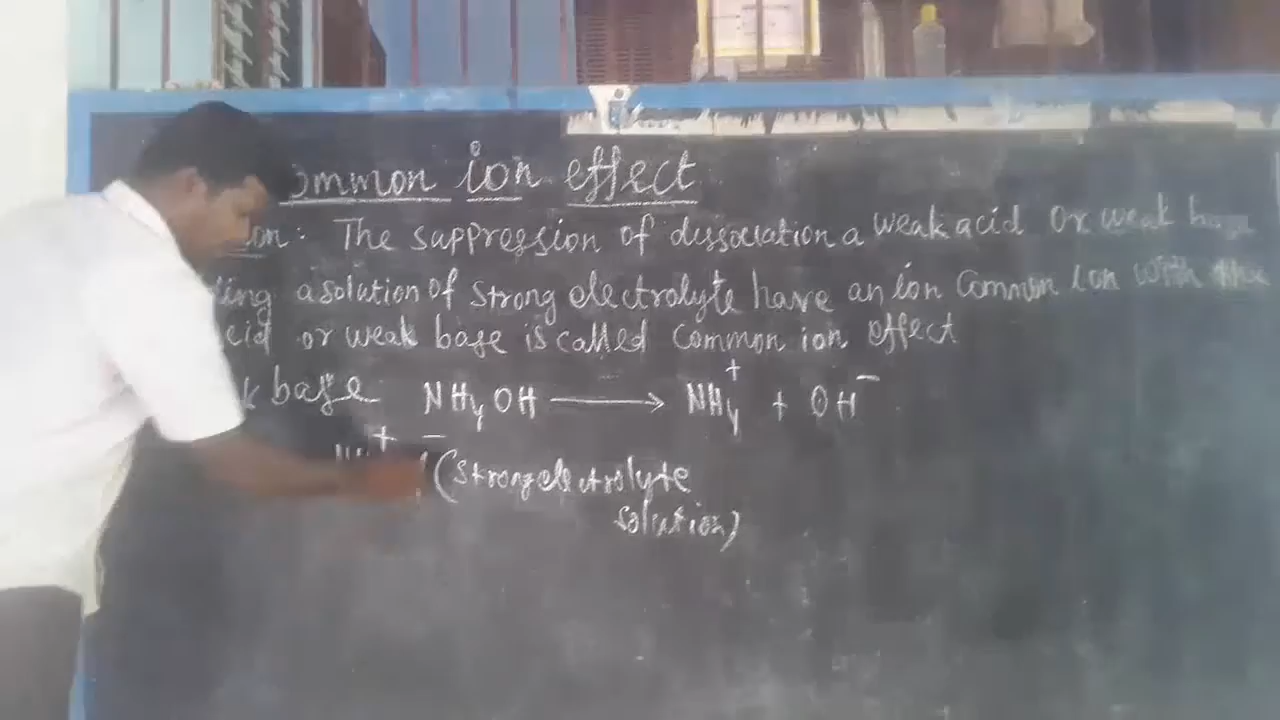 ommon ion effect
on: The suppression of dissociation a weak acid or weak
ding a solution of strong electrolyte have an ion common ion with the
cid or weak base is called common ion effect
k base NH₄OH ⟶ NH₄⁺ + OH⁻
(strong electrolyte
solution)